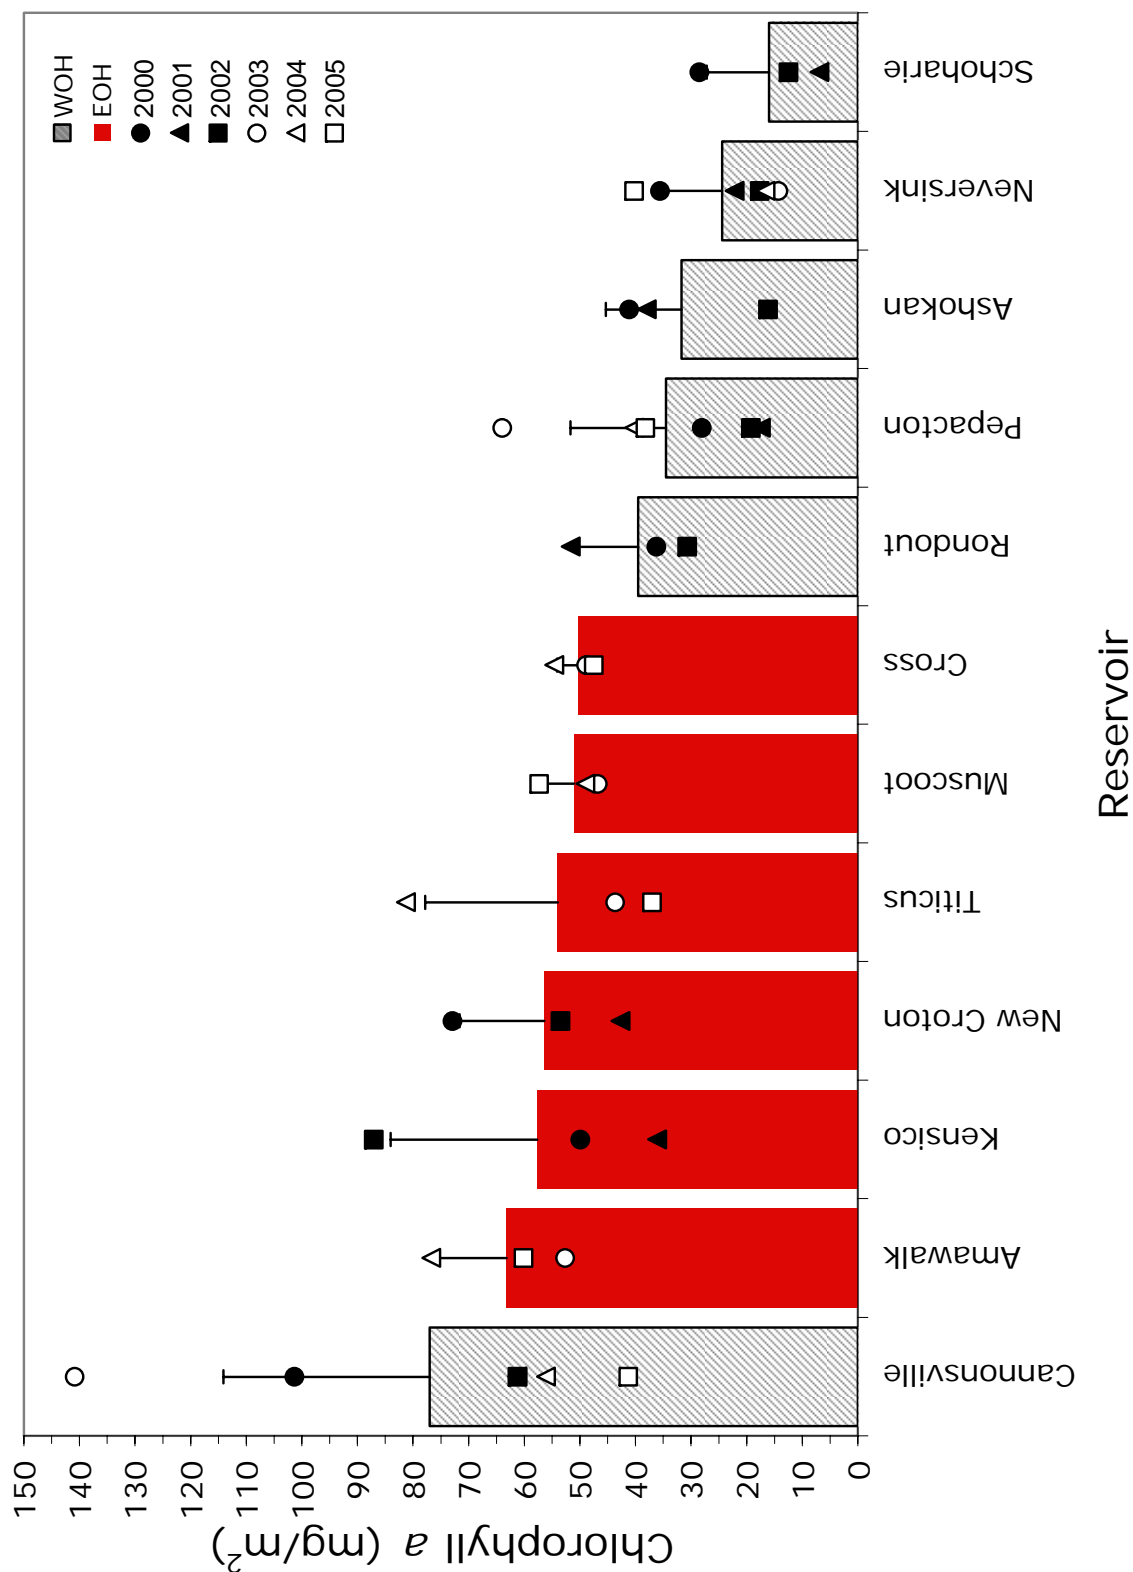 WOH
EOH
2000
2001
2002
2003
2004
2005
Chlorophyll a (mg/m²)
150
140
130
120
110
100
90
80
70
60
50
40
30
20
10
0
Cannonsville
Amawalk
Kensico
New Croton
Titicus
Muscoot
Cross
Rondout
Pepacton
Ashokan
Neversink
Schoharie
Reservoir